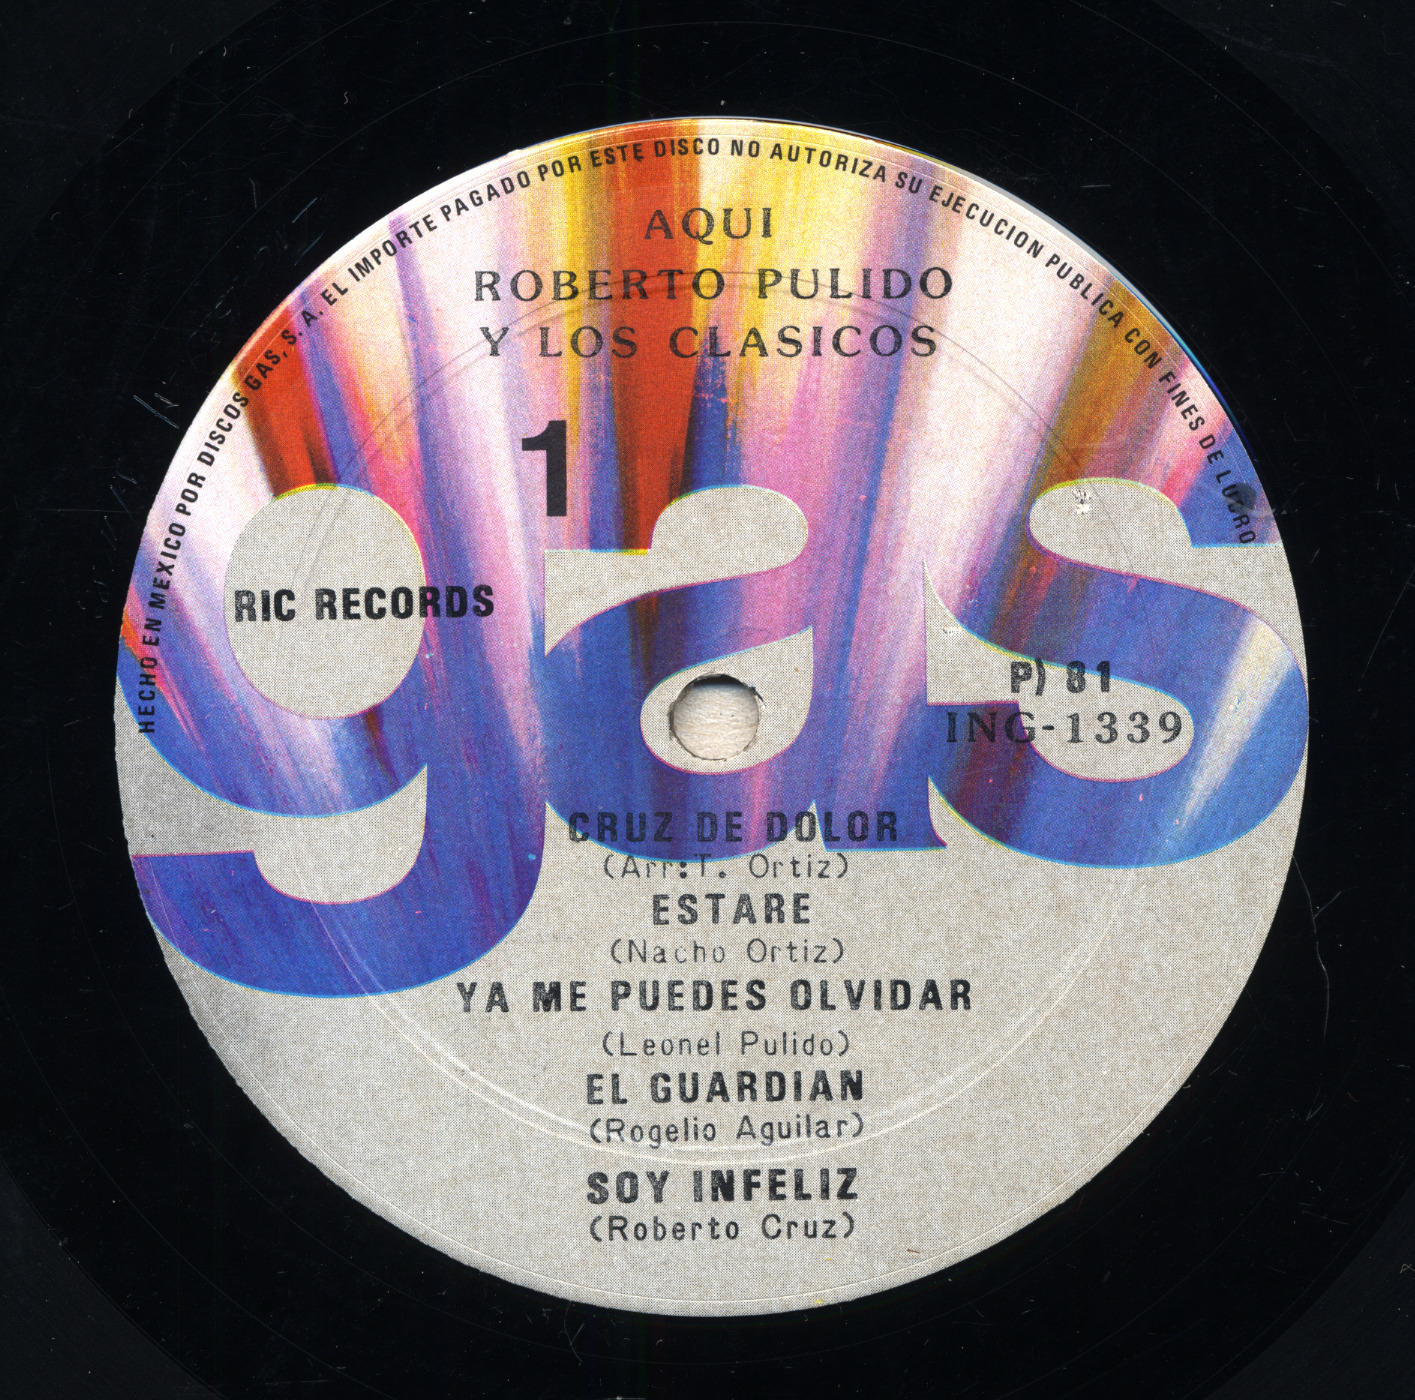 HECHO EN MEXICO POR DISCOS GAS, S. A. EL IMPORTE PAGADO POR ESTE DISCO NO AUTORIZA SU EJECUCION PUBLICA CON FINES DE LUCRO
AQUI
ROBERTO PULIDO
Y LOS CLASICOS
1
gas
RIC RECORDS
P) 81
ING-1339
CRUZ DE DOLOR
(Arr:T. Ortiz)
ESTARE
(Nacho Ortiz)
YA ME PUEDES OLVIDAR
(Leonel Pulido)
EL GUARDIAN
(Rogelio Aguilar)
SOY INFELIZ
(Roberto Cruz)